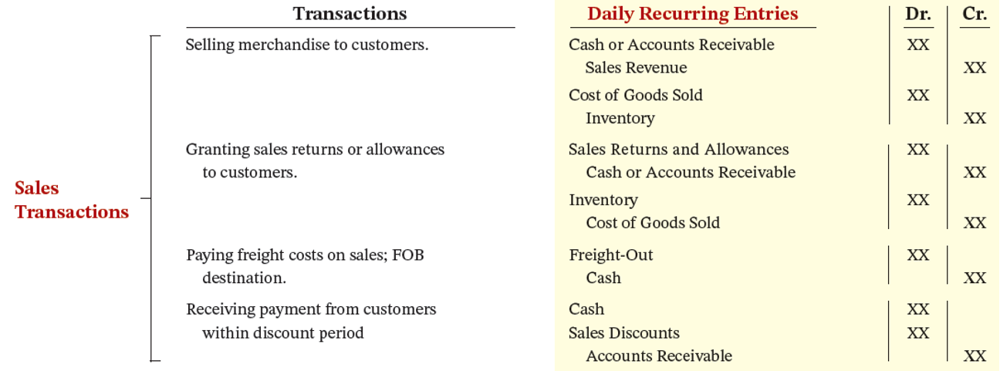 Transactions Daily Recurring Entries Dr. Cr.
Selling merchandise to customers. Cash or Accounts Receivable XX
Sales Revenue XX
Cost of Goods Sold XX
Inventory XX
Granting sales returns or allowances Sales Returns and Allowances XX
to customers. Cash or Accounts Receivable XX
Sales
Transactions
Inventory XX
Cost of Goods Sold XX
Paying freight costs on sales; FOB Freight-Out XX
destination. Cash XX
Receiving payment from customers Cash XX
within discount period Sales Discounts XX
Accounts Receivable XX